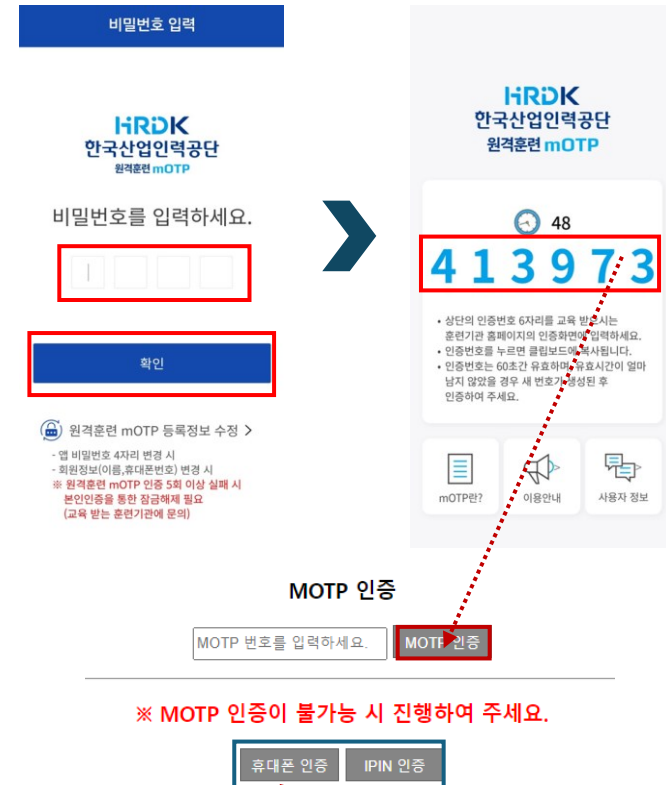 비밀번호 입력
HRDK
한국산업인력공단
원격훈련 mOTP
비밀번호를 입력하세요.
확인
원격훈련 mOTP 등록정보 수정 >
- 앱 비밀번호 4자리 변경 시
- 회원정보(이름,휴대폰번호) 변경 시
※ 원격훈련 mOTP 인증 5회 이상 실패 시
본인인증을 통한 잠금해제 필요
(교육 받는 훈련기관에 문의)
HRDK
한국산업인력공단
원격훈련 mOTP
48
413973
• 상단의 인증번호 6자리를 교육 받으시는
훈련기관 홈페이지의 인증화면에 입력하세요.
• 인증번호를 누르면 클립보드에 복사됩니다.
• 인증번호는 60초간 유효하며, 유효시간이 얼마
남지 않았을 경우 새 번호가 생성된 후
인증하여 주세요.
mOTP란?
이용안내
사용자 정보
MOTP 인증
MOTP 번호를 입력하세요.
MOTP 인증
※ MOTP 인증이 불가능 시 진행하여 주세요.
휴대폰 인증
IPIN 인증